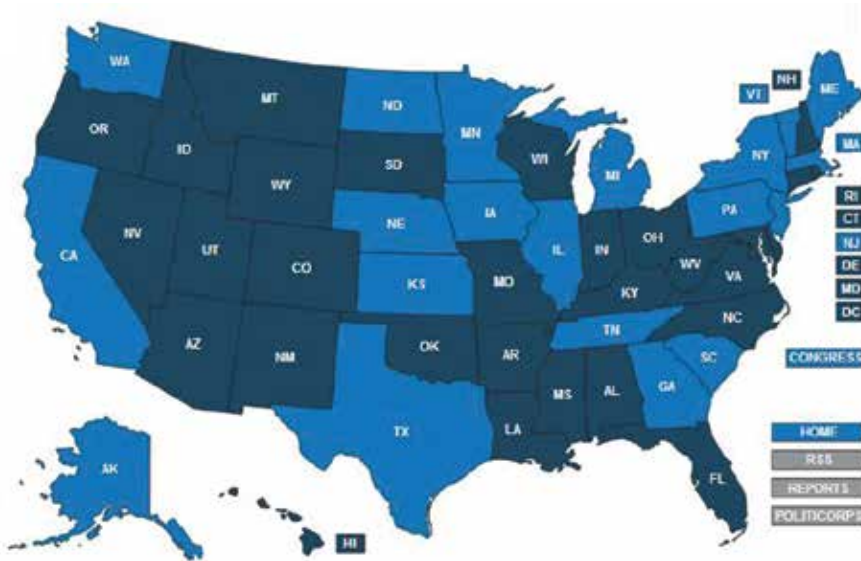 WA
MT
ND
MN
VT
NH
ME
OR
ID
SD
WI
NY
MA
WY
MI
RI
NE
IA
PA
CT
NV
UT
CO
IL
IN
OH
NJ
CA
KS
MO
WV
VA
DE
KY
MD
NC
DC
AZ
NM
OK
AR
TN
SC
CONGRESS
MS
AL
GA
TX
LA
HOME
AK
RSS
FL
REPORTS
POLITICORPS
HI